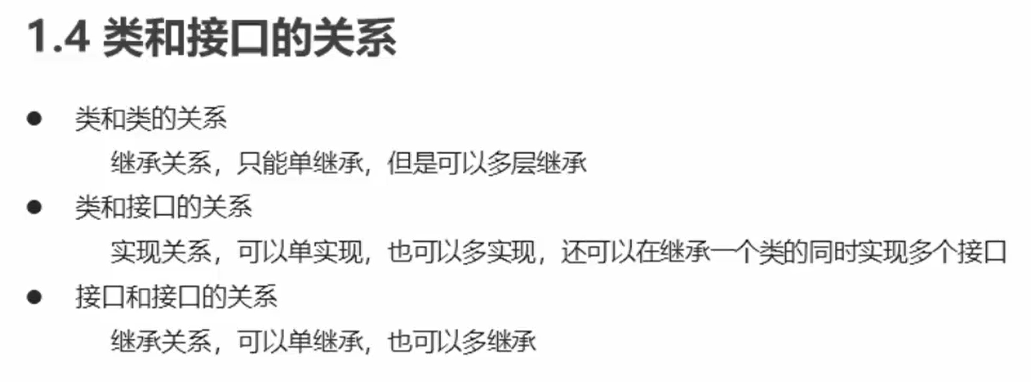 1.4 类和接口的关系
● 类和类的关系
继承关系，只能单继承，但是可以多层继承
● 类和接口的关系
实现关系，可以单实现，也可以多实现，还可以在继承一个类的同时实现多个接口
● 接口和接口的关系
继承关系，可以单继承，也可以多继承